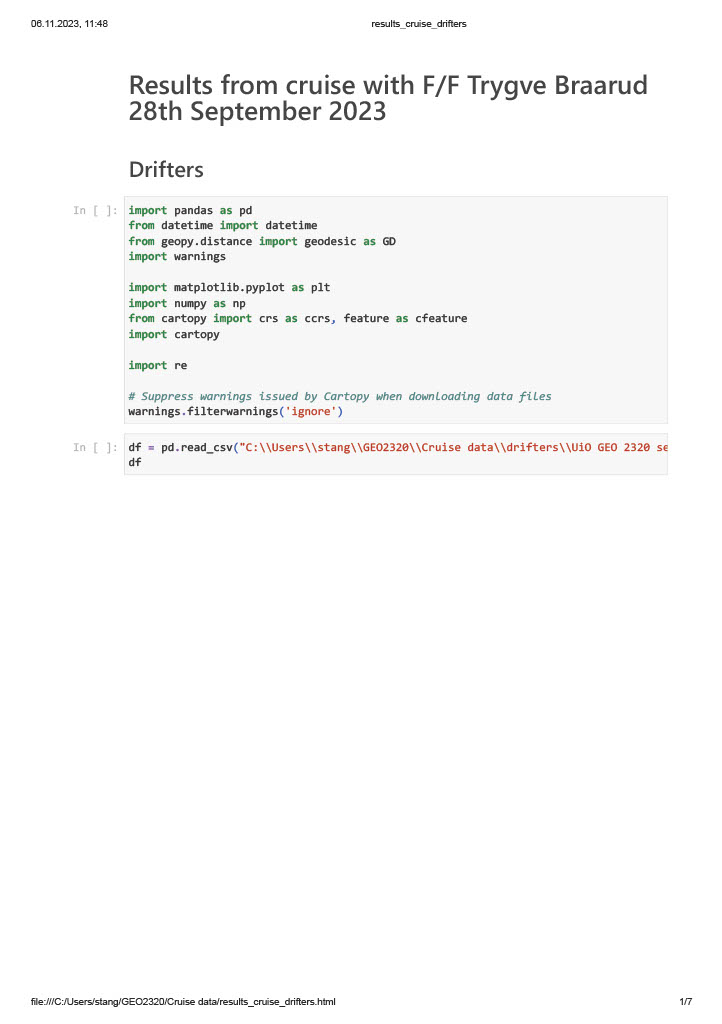 06.11.2023, 11:48 results_cruise_drifters
Results from cruise with F/F Trygve Braarud
28th September 2023
Drifters
In [ ]: import pandas as pd
from datetime import datetime
from geopy.distance import geodesic as GD
import warnings
import matplotlib.pyplot as plt
import numpy as np
from cartopy import crs as ccrs, feature as cfeature
import cartopy
import re
# Suppress warnings issued by Cartopy when downloading data files
warnings.filterwarnings('ignore')
In [ ]: df = pd.read_csv("C:\\Users\\stang\\GEO2320\\Cruise data\\drifters\\UiO GEO 2320 se
df
file:///C:/Users/stang/GEO2320/Cruise data/results_cruise_drifters.html 1/7